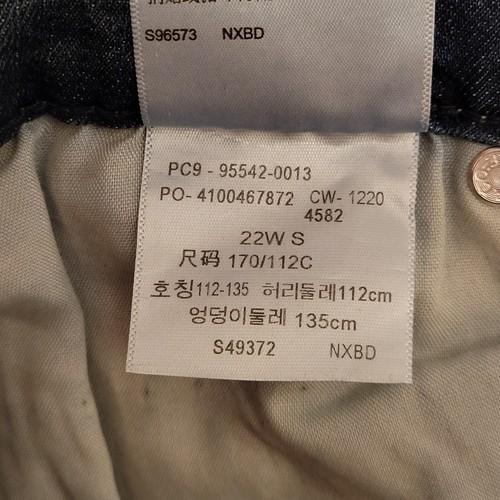 S96573 NXBD
PC9 - 95542-0013
PO- 4100467872 CW- 1220
4582
22W S
尺码 170/112C
호칭112-135 허리둘레112cm
엉덩이둘레 135cm
S49372 NXBD